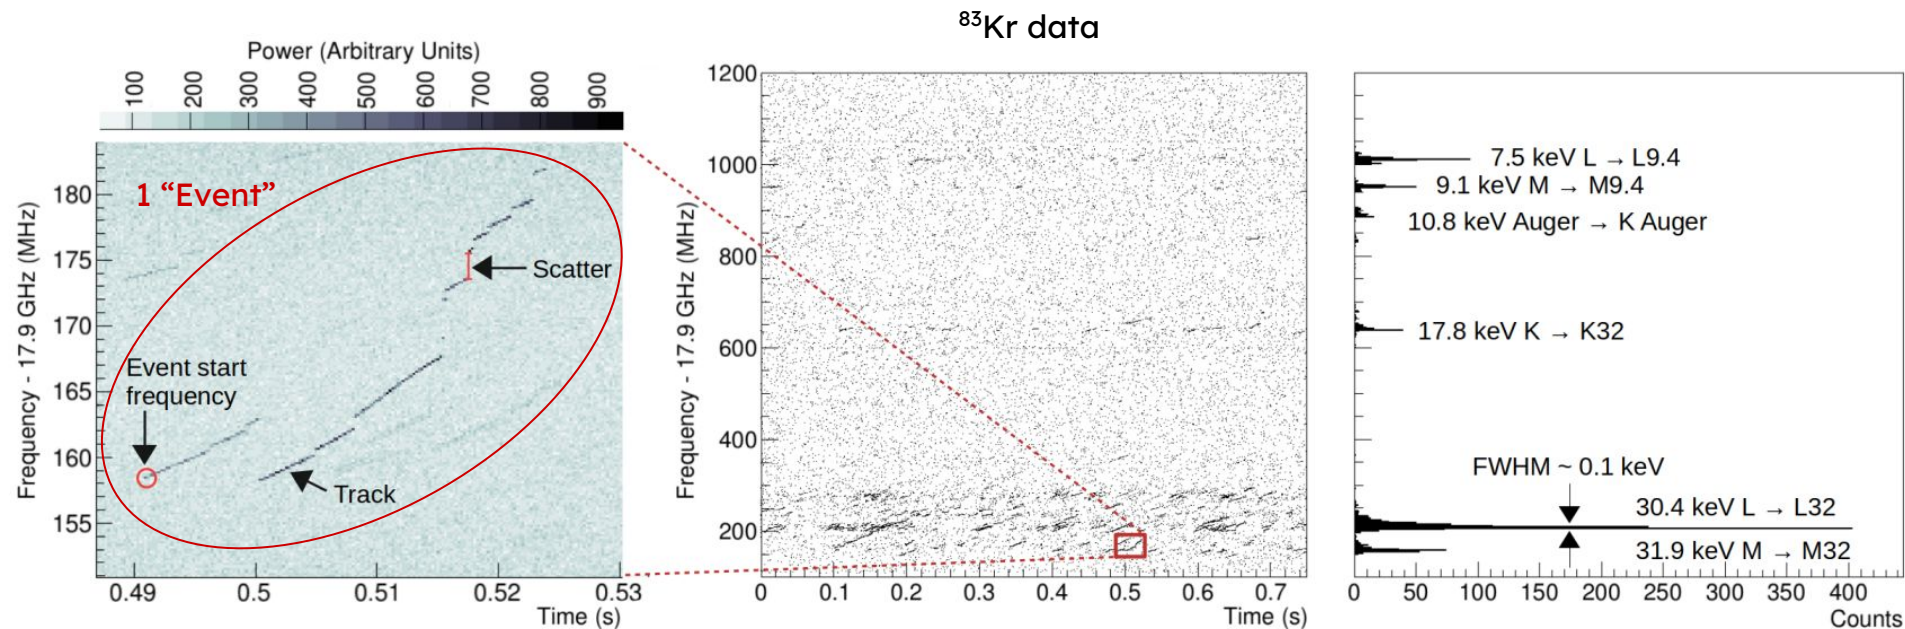 ⁸³Kr data
Power (Arbitrary Units)
100 200 300 400 500 600 700 800 900
1 “Event”
Frequency - 17.9 GHz (MHz)
180
175
170
165
160
155
Scatter
Event start
frequency
Track
0.49 0.5 0.51 0.52 0.53
Time (s)
Frequency - 17.9 GHz (MHz)
1200
1000
800
600
400
200
0 0.1 0.2 0.3 0.4 0.5 0.6 0.7
Time (s)
7.5 keV L → L9.4
9.1 keV M → M9.4
10.8 keV Auger → K Auger
17.8 keV K → K32
FWHM ~ 0.1 keV
30.4 keV L → L32
31.9 keV M → M32
0 50 100 150 200 250 300 350 400
Counts